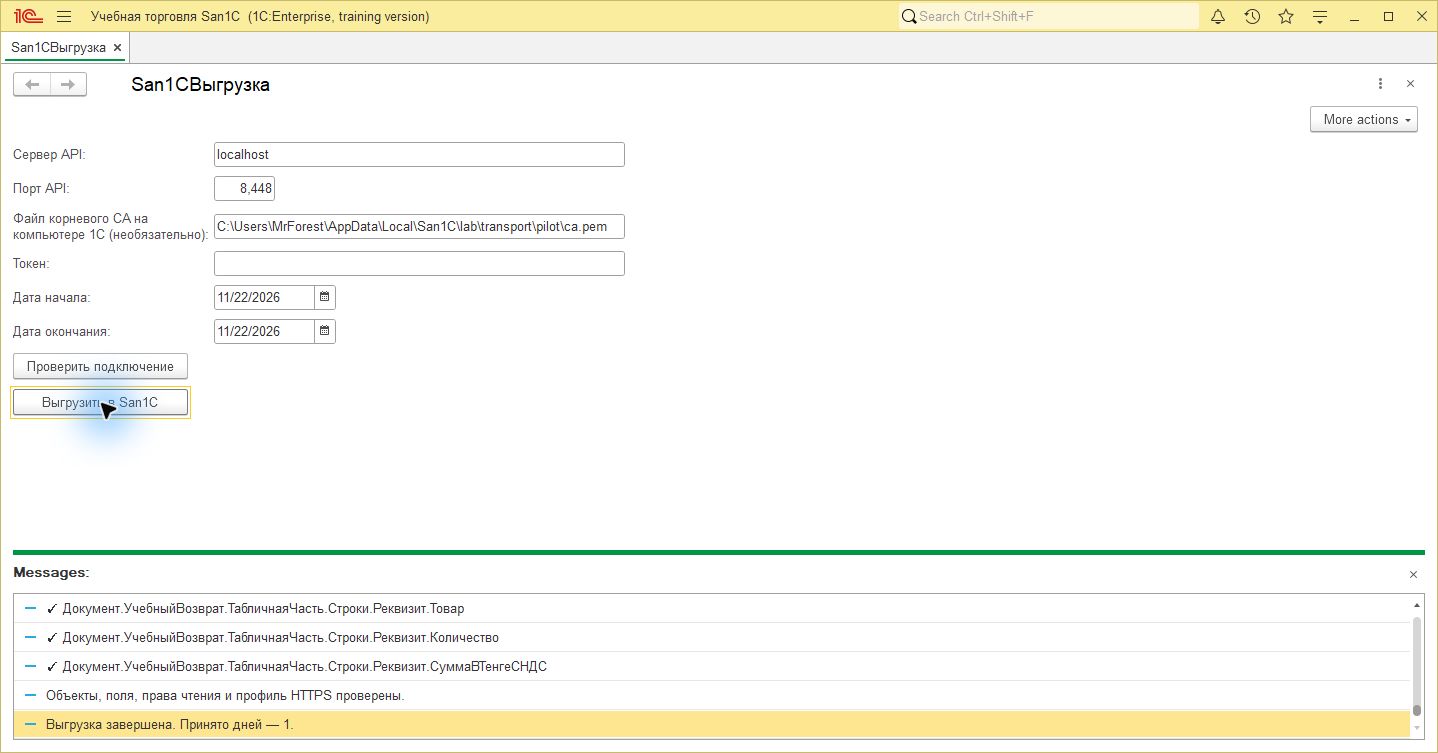 1С Учебная торговля San1C (1C:Enterprise, training version) Search Ctrl+Shift+F
San1CВыгрузка
San1CВыгрузка
More actions
Сервер API: localhost
Порт API: 8,448
Файл корневого CA на
компьютере 1С (необязательно): C:\Users\MrForest\AppData\Local\San1C\lab\transport\pilot\ca.pem
Токен:
Дата начала: 11/22/2026
Дата окончания: 11/22/2026
Проверить подключение
Выгрузить в San1C
Messages:
✓ Документ.УчебныйВозврат.ТабличнаяЧасть.Строки.Реквизит.Товар
✓ Документ.УчебныйВозврат.ТабличнаяЧасть.Строки.Реквизит.Количество
✓ Документ.УчебныйВозврат.ТабличнаяЧасть.Строки.Реквизит.СуммаВТенгеСНДС
Объекты, поля, права чтения и профиль HTTPS проверены.
Выгрузка завершена. Принято дней — 1.